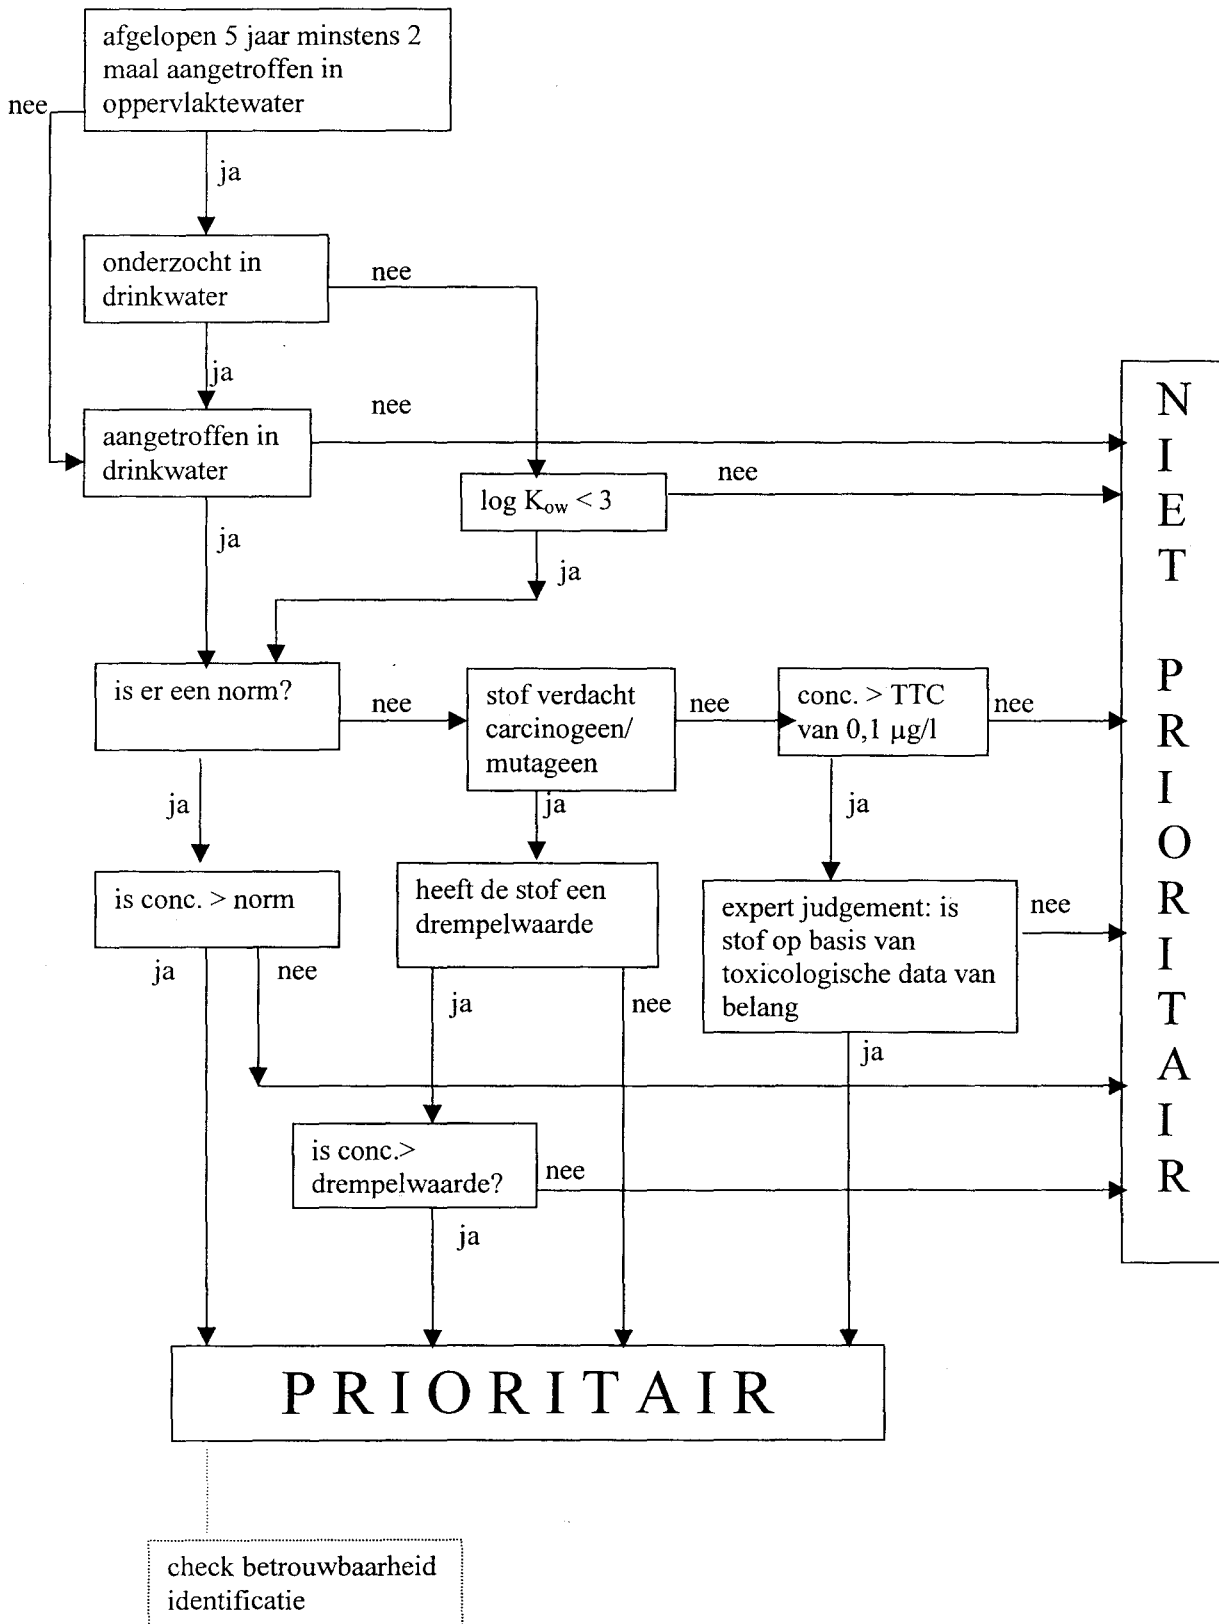 afgelopen 5 jaar minstens 2
maal aangetroffen in
oppervlaktewater
nee
ja
onderzocht in
drinkwater
nee
ja
aangetroffen in
drinkwater
nee
ja
log Kow < 3
nee
ja
is er een norm?
nee
ja
stof verdacht
carcinogeen/
mutageen
nee
ja
conc. > TTC
van 0,1 µg/l
nee
ja
is conc. > norm
ja
nee
heeft de stof een
drempelwaarde
ja
nee
expert judgement: is
stof op basis van
toxicologische data van
belang
nee
ja
is conc.>
drempelwaarde?
nee
ja
NIET PRIORITAIR
PRIORITAIR
check betrouwbaarheid
identificatie